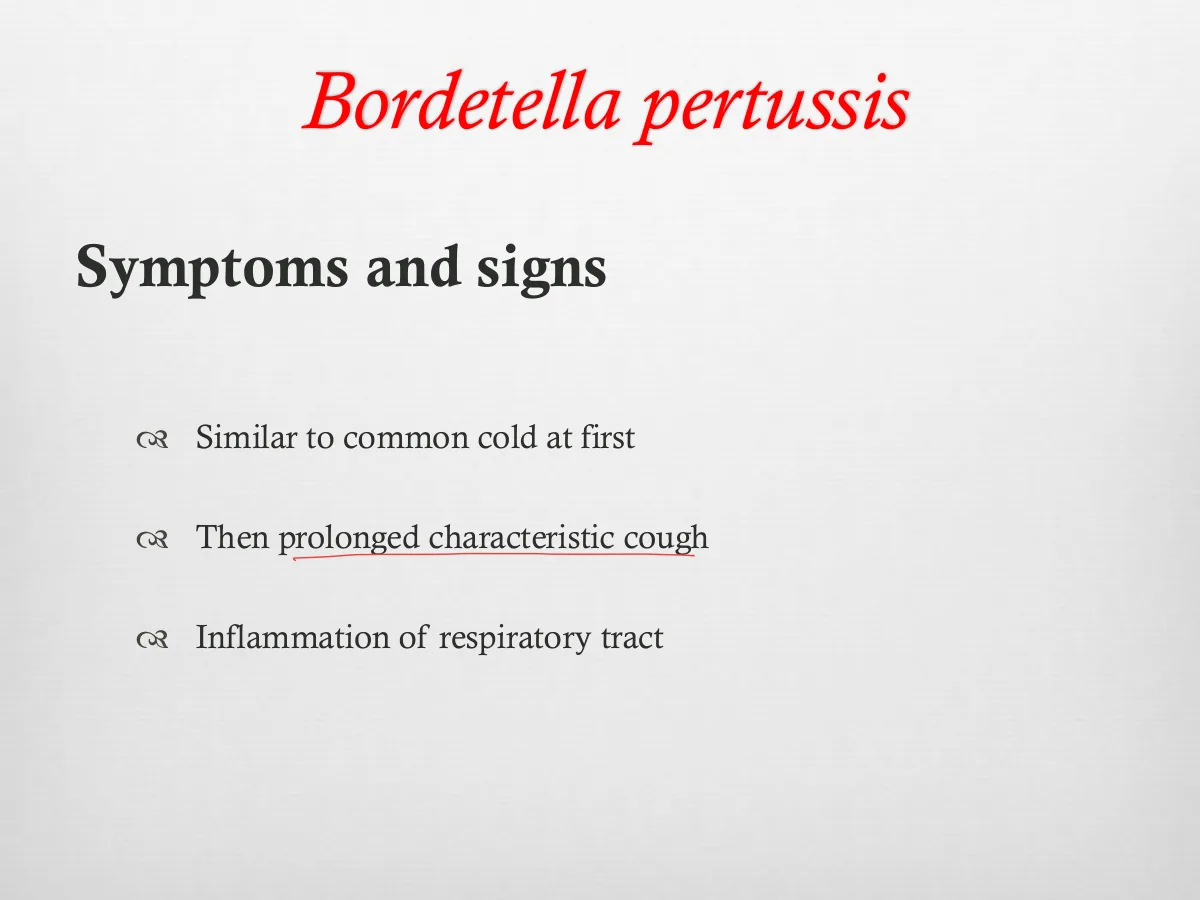 Bordetella pertussis
Symptoms and signs
Similar to common cold at first
Then prolonged characteristic cough
Inflammation of respiratory tract